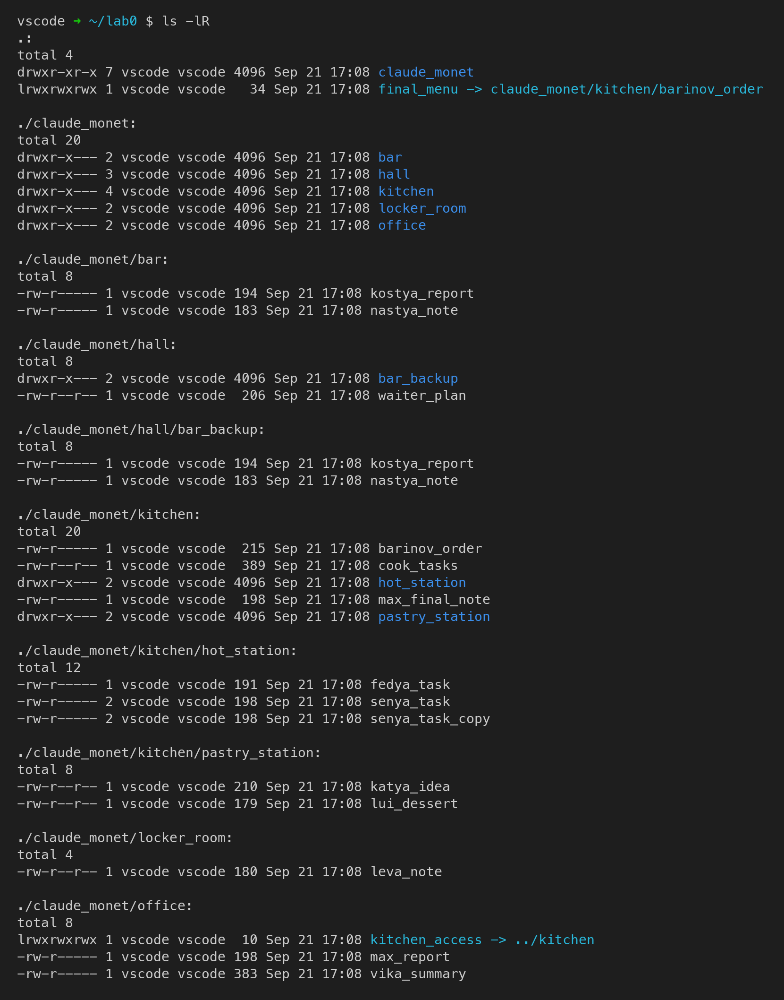 vscode ➜ ~/lab0 $ ls -lR
.:
total 4
drwxr-xr-x 7 vscode vscode 4096 Sep 21 17:08 claude_monet
lrwxrwxrwx 1 vscode vscode   34 Sep 21 17:08 final_menu -> claude_monet/kitchen/barinov_order

./claude_monet:
total 20
drwxr-x--- 2 vscode vscode 4096 Sep 21 17:08 bar
drwxr-x--- 3 vscode vscode 4096 Sep 21 17:08 hall
drwxr-x--- 4 vscode vscode 4096 Sep 21 17:08 kitchen
drwxr-x--- 2 vscode vscode 4096 Sep 21 17:08 locker_room
drwxr-x--- 2 vscode vscode 4096 Sep 21 17:08 office

./claude_monet/bar:
total 8
-rw-r----- 1 vscode vscode 194 Sep 21 17:08 kostya_report
-rw-r----- 1 vscode vscode 183 Sep 21 17:08 nastya_note

./claude_monet/hall:
total 8
drwxr-x--- 2 vscode vscode 4096 Sep 21 17:08 bar_backup
-rw-r--r-- 1 vscode vscode  206 Sep 21 17:08 waiter_plan

./claude_monet/hall/bar_backup:
total 8
-rw-r----- 1 vscode vscode 194 Sep 21 17:08 kostya_report
-rw-r----- 1 vscode vscode 183 Sep 21 17:08 nastya_note

./claude_monet/kitchen:
total 20
-rw-r----- 1 vscode vscode  215 Sep 21 17:08 barinov_order
-rw-r--r-- 1 vscode vscode  389 Sep 21 17:08 cook_tasks
drwxr-x--- 2 vscode vscode 4096 Sep 21 17:08 hot_station
-rw-r----- 1 vscode vscode  198 Sep 21 17:08 max_final_note
drwxr-x--- 2 vscode vscode 4096 Sep 21 17:08 pastry_station

./claude_monet/kitchen/hot_station:
total 12
-rw-r----- 1 vscode vscode 191 Sep 21 17:08 fedya_task
-rw-r----- 2 vscode vscode 198 Sep 21 17:08 senya_task
-rw-r----- 2 vscode vscode 198 Sep 21 17:08 senya_task_copy

./claude_monet/kitchen/pastry_station:
total 8
-rw-r--r-- 1 vscode vscode 210 Sep 21 17:08 katya_idea
-rw-r--r-- 1 vscode vscode 179 Sep 21 17:08 lui_dessert

./claude_monet/locker_room:
total 4
-rw-r--r-- 1 vscode vscode 180 Sep 21 17:08 leva_note

./claude_monet/office:
total 8
lrwxrwxrwx 1 vscode vscode  10 Sep 21 17:08 kitchen_access -> ../kitchen
-rw-r----- 1 vscode vscode 198 Sep 21 17:08 max_report
-rw-r----- 1 vscode vscode 383 Sep 21 17:08 vika_summary